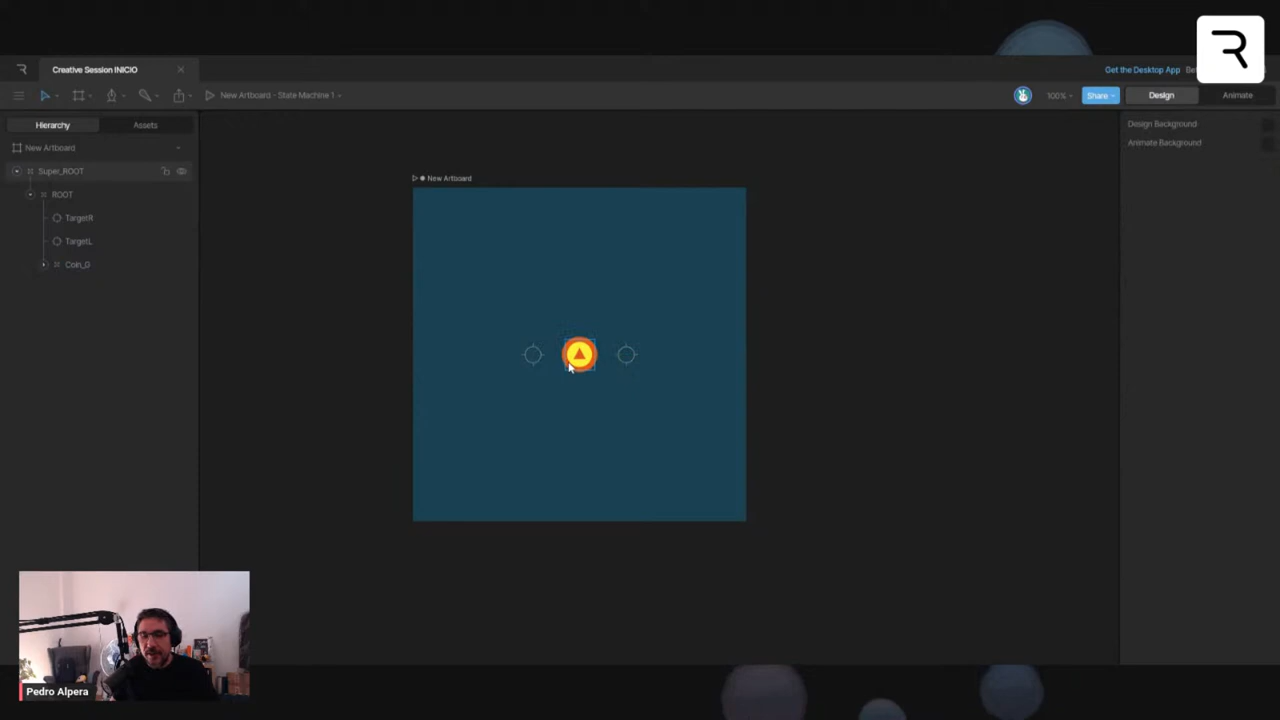 Creative Session INICIO
Get the Desktop App
New Artboard - State Machine 1
100%
Share
Design
Animate
Hierarchy
Assets
Design Background
New Artboard
Animate Background
Super_ROOT
New Artboard
ROOT
TargetR
TargetL
Coin_G
Pedro Alpera